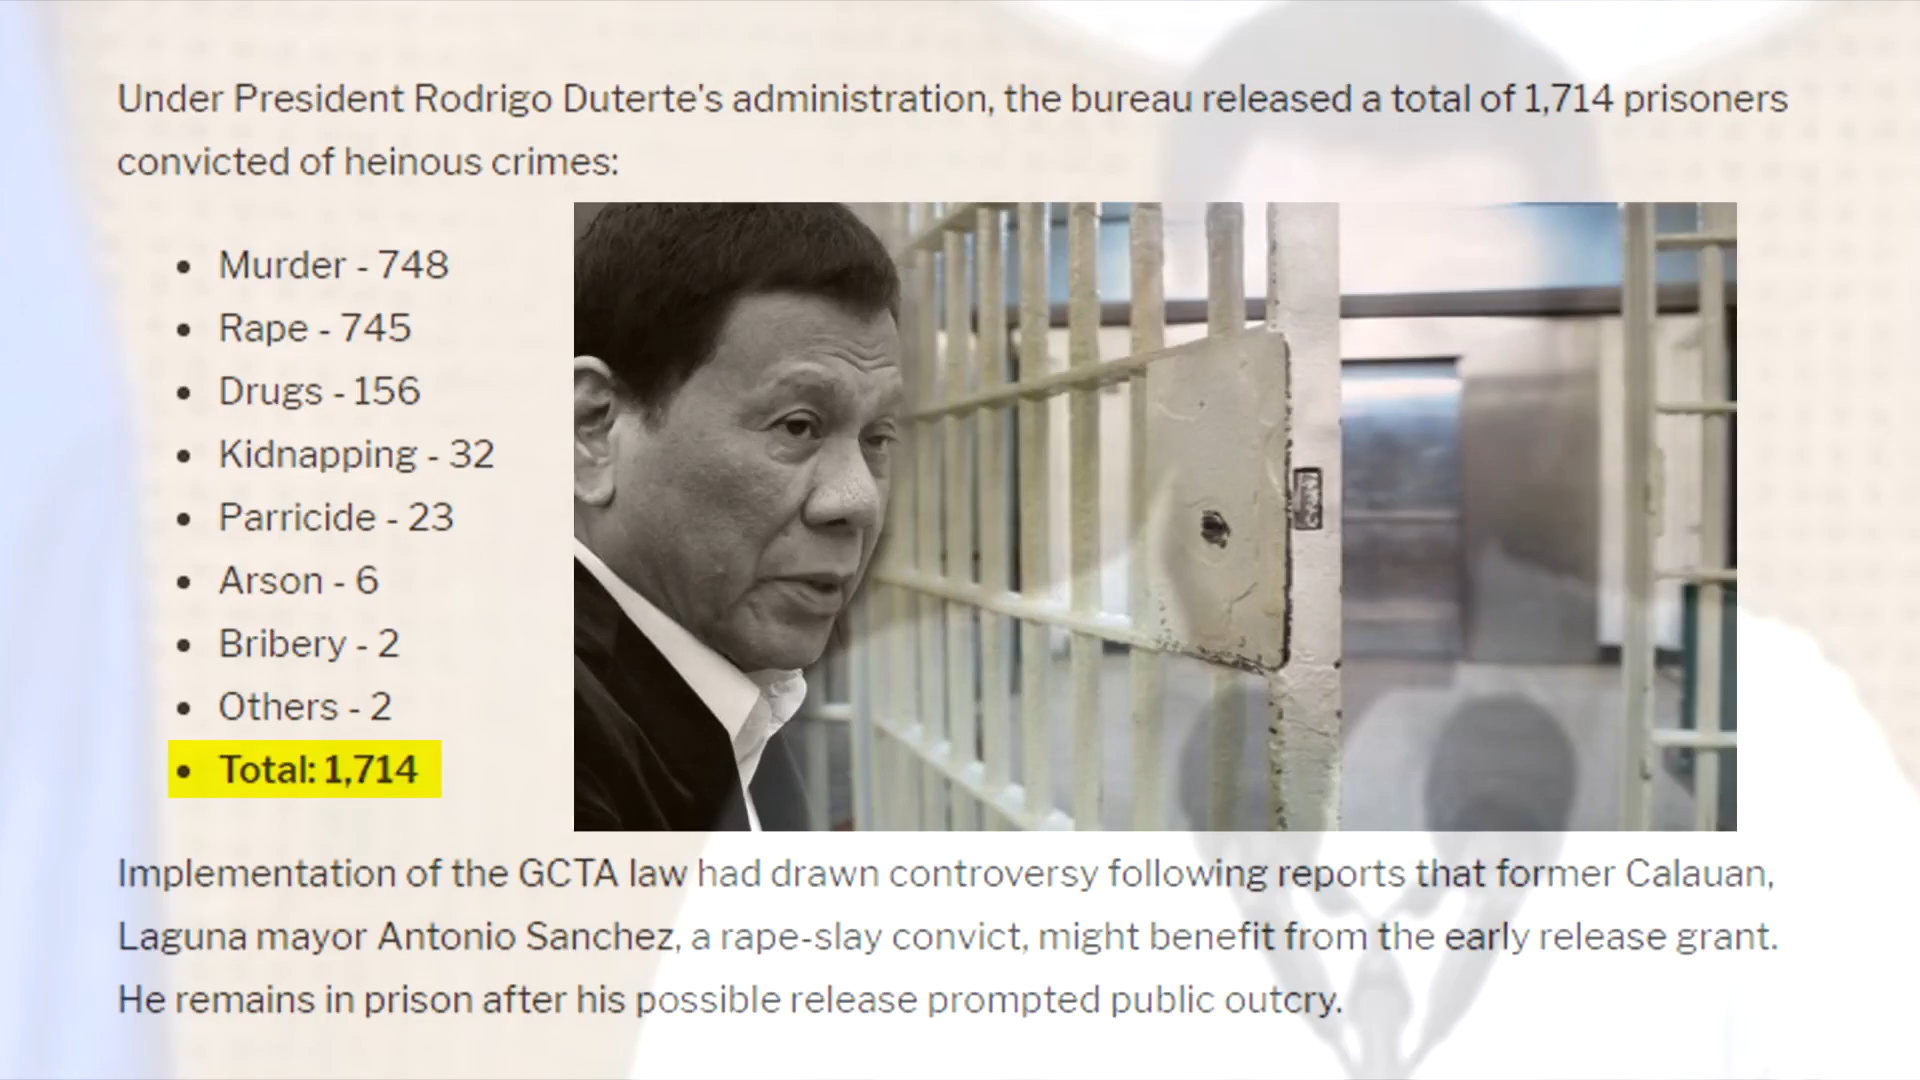 Under President Rodrigo Duterte's administration, the bureau released a total of 1,714 prisoners
convicted of heinous crimes:
• Murder - 748
• Rape - 745
• Drugs - 156
• Kidnapping - 32
• Parricide - 23
• Arson - 6
• Bribery - 2
• Others - 2
• Total: 1,714
Implementation of the GCTA law had drawn controversy following reports that former Calauan,
Laguna mayor Antonio Sanchez, a rape-slay convict, might benefit from the early release grant.
He remains in prison after his possible release prompted public outcry.